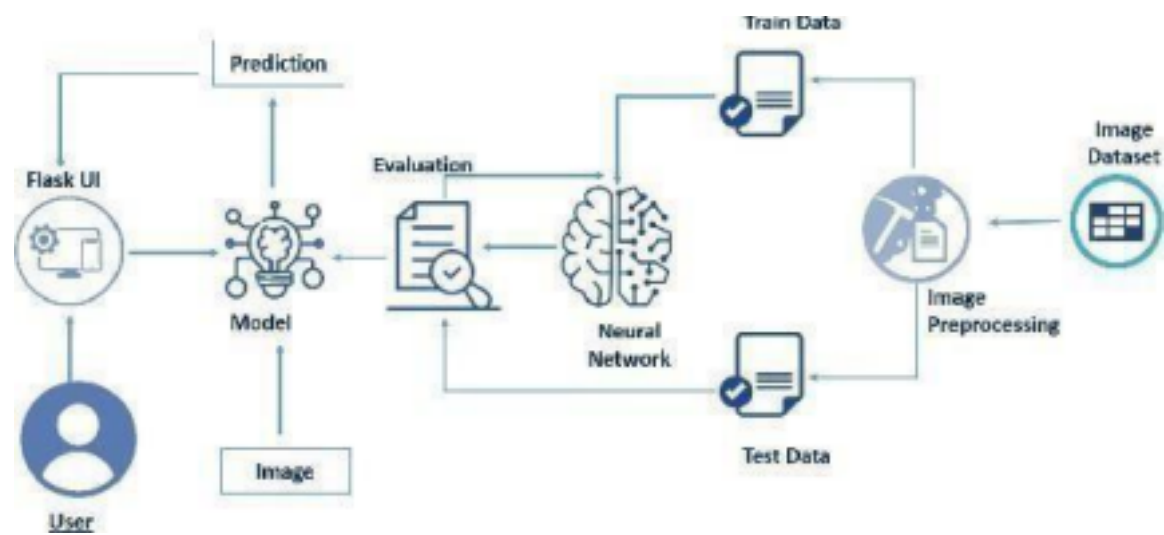 Train Data
Prediction
Image
Dataset
Evaluation
Flask UI
Model
Image
Preprocessing
Neural
Network
Image
Test Data
User